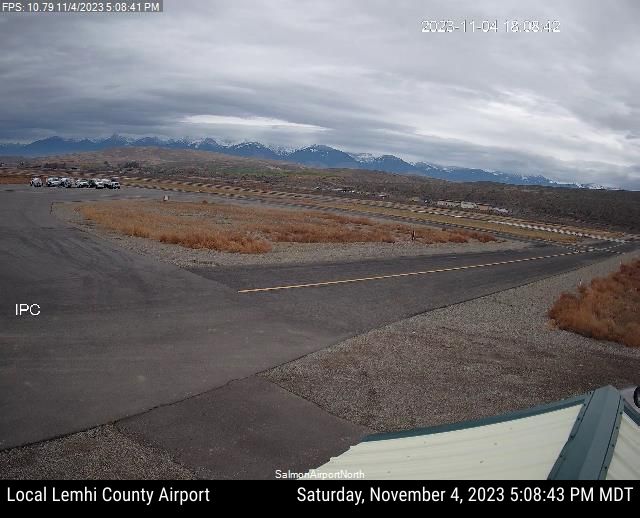 FPS: 10.79 11/4/2023 5:08:41 PM
2023-11-04 18:08:42
IPC
SalmonAirportNorth
Local Lemhi County Airport
Saturday, November 4, 2023 5:08:43 PM MDT